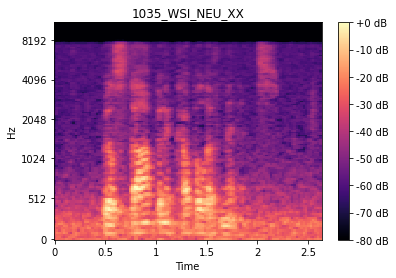 1035_WSI_NEU_XX
Hz
8192
4096
2048
1024
512
0
0 0.5 1 1.5 2 2.5
Time
+0 dB
-10 dB
-20 dB
-30 dB
-40 dB
-50 dB
-60 dB
-70 dB
-80 dB